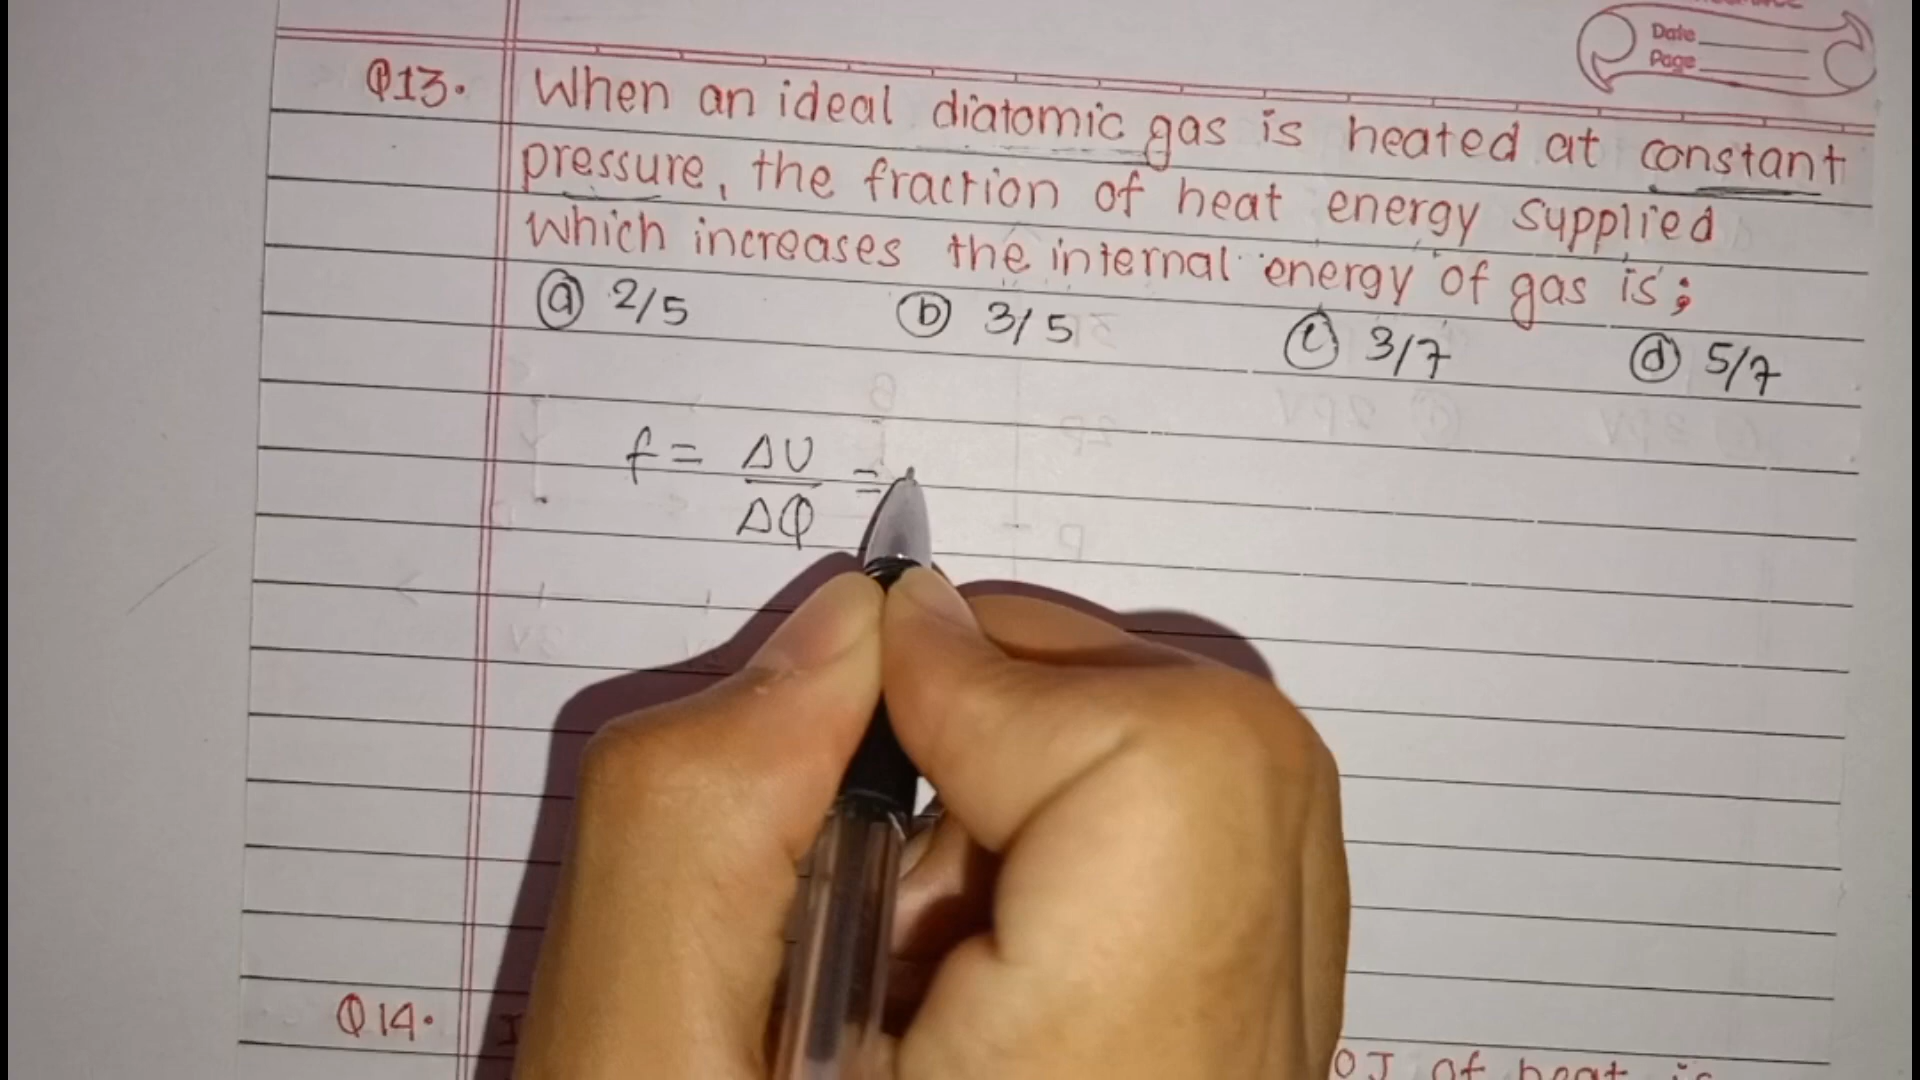 Date
Page
Q13. When an ideal diatomic gas is heated at constant
pressure, the fraction of heat energy supplied
which increases the internal energy of gas is;
(a) 2/5 (b) 3/5 (c) 3/7 (d) 5/7
f = ΔU/ΔQ =
Q14.
0J of heat is